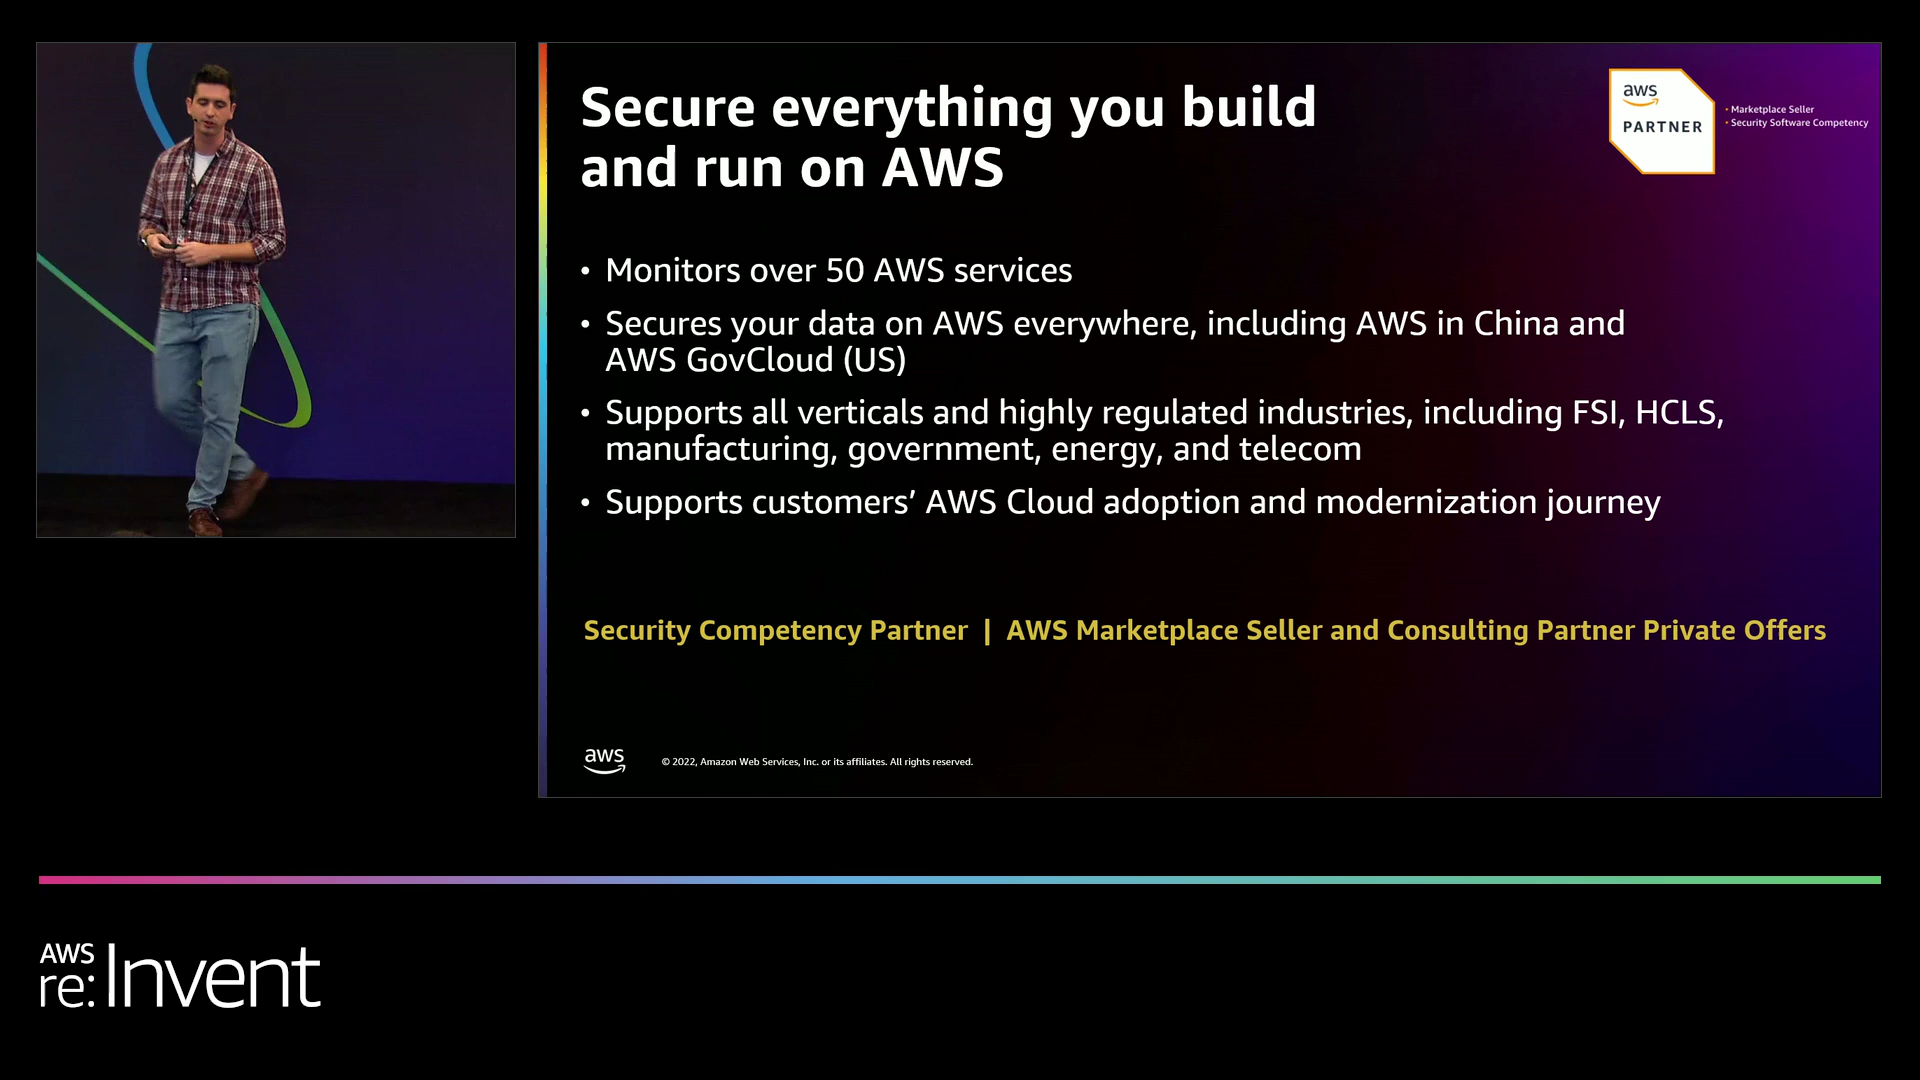 Secure everything you build
and run on AWS
aws
PARTNER
• Marketplace Seller
• Security Software Competency
• Monitors over 50 AWS services
• Secures your data on AWS everywhere, including AWS in China and
AWS GovCloud (US)
• Supports all verticals and highly regulated industries, including FSI, HCLS,
manufacturing, government, energy, and telecom
• Supports customers’ AWS Cloud adoption and modernization journey
Security Competency Partner | AWS Marketplace Seller and Consulting Partner Private Offers
aws
© 2022, Amazon Web Services, Inc. or its affiliates. All rights reserved.
AWS
re:Invent